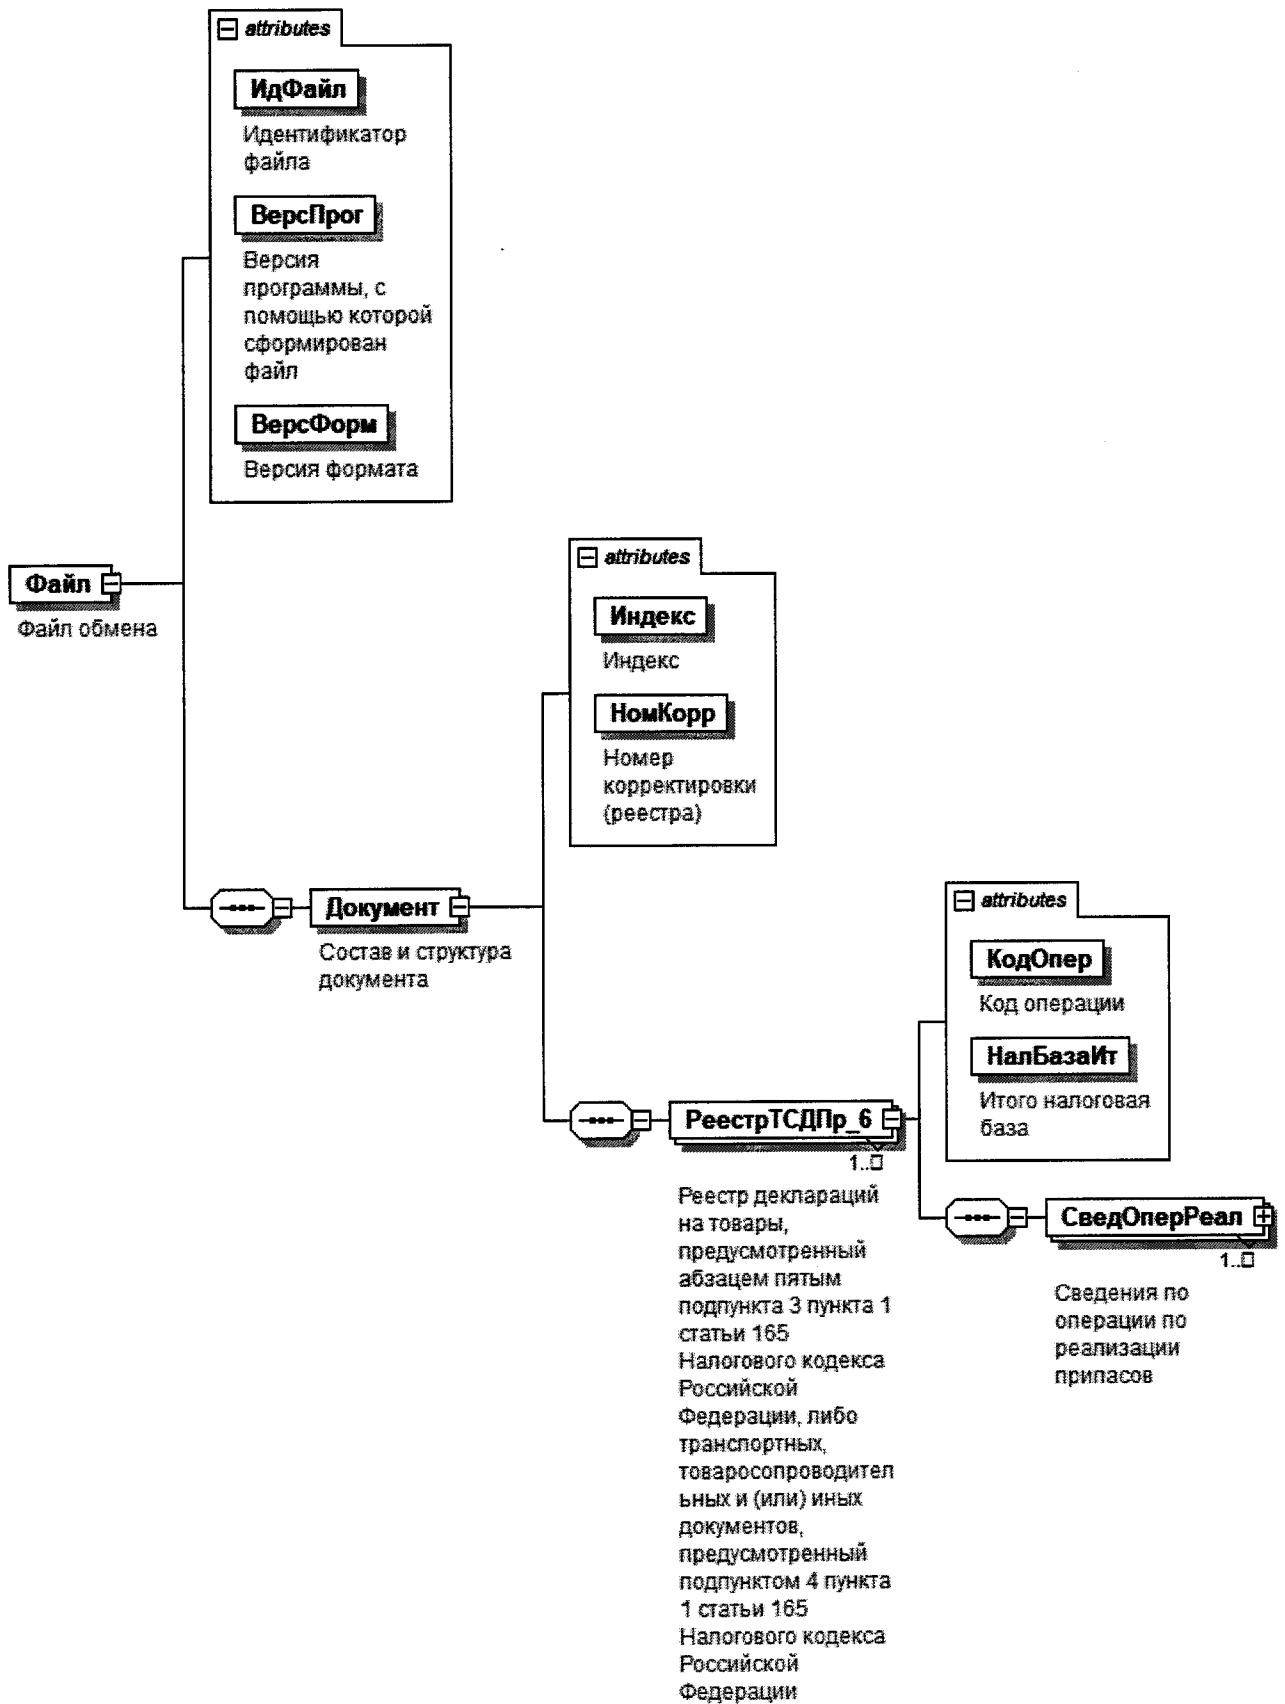 attributes
ИдФайл
Идентификатор
файла
ВерсПрог
Версия
программы, с
помощью которой
сформирован
файл
ВерсФорм
Версия формата
Файл
Файл обмена
attributes
Индекс
Индекс
НомКорр
Номер
корректировки
(реестра)
Документ
Состав и структура
документа
attributes
КодОпер
Код операции
НалБазаИт
Итого налоговая
база
РеестрТСДПр_6
1..□
Реестр деклараций
на товары,
предусмотренный
абзацем пятым
подпункта 3 пункта 1
статьи 165
Налогового кодекса
Российской
Федерации, либо
транспортных,
товаросопроводител
ьных и (или) иных
документов,
предусмотренный
подпунктом 4 пункта
1 статьи 165
Налогового кодекса
Российской
Федерации
СведОперРеал
1..□
Сведения по
операции по
реализации
припасов